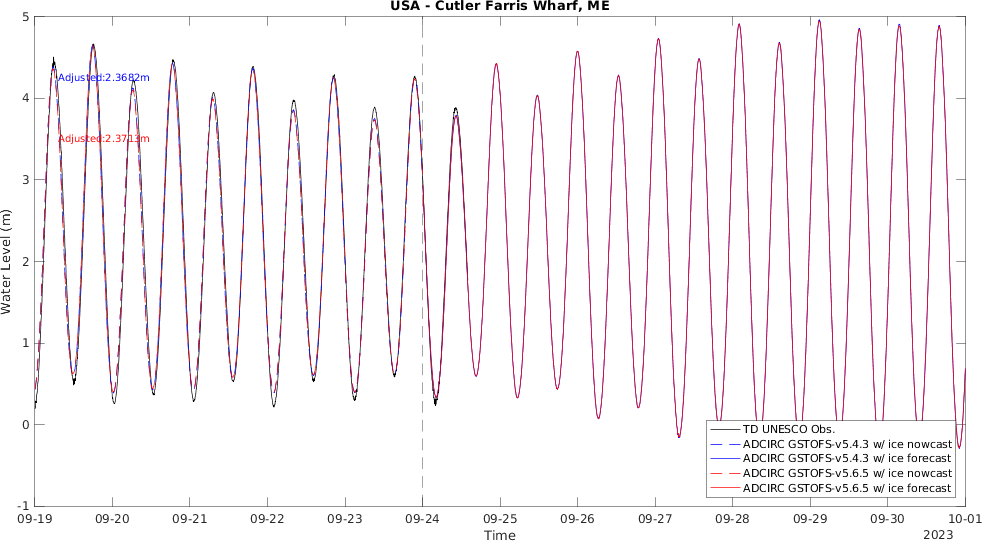 USA - Cutler Farris Wharf, ME
5
4
3
2
1
0
-1
Water Level (m)
Adjusted:2.3682m
Adjusted:2.3713m
TD UNESCO Obs.
ADCIRC GSTOFS-v5.4.3 w/ ice nowcast
ADCIRC GSTOFS-v5.4.3 w/ ice forecast
ADCIRC GSTOFS-v5.6.5 w/ ice nowcast
ADCIRC GSTOFS-v5.6.5 w/ ice forecast
09-19 09-20 09-21 09-22 09-23 09-24 09-25 09-26 09-27 09-28 09-29 09-30 10-01
Time
2023